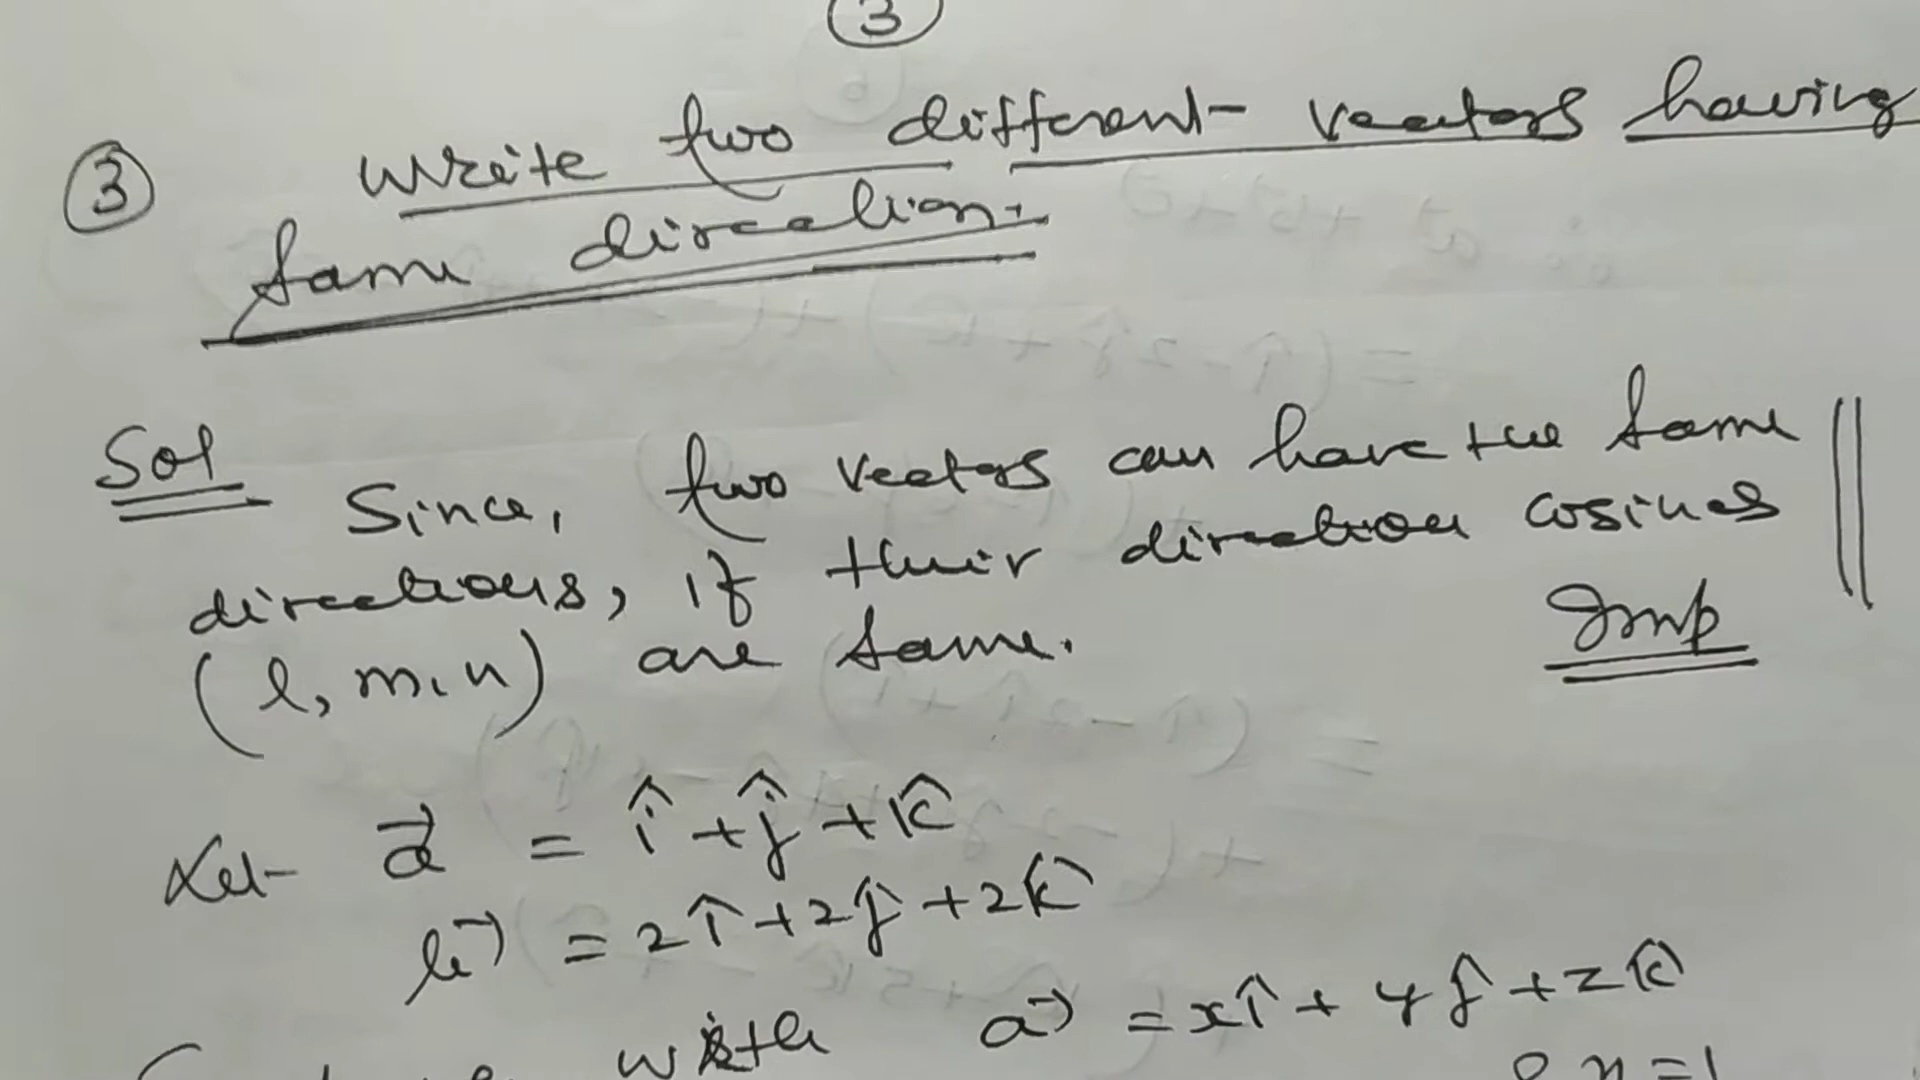 3
3 Write two different vectors having
same direction.
Sol Since, two vectors can have the same
directions, if their direction cosines
(l, m, n) are same.
Imp
Let a⃗ = î + ĵ + k̂
b⃗ = 2î + 2ĵ + 2k̂
with a⃗ = xî + yĵ + zk̂
x = 1